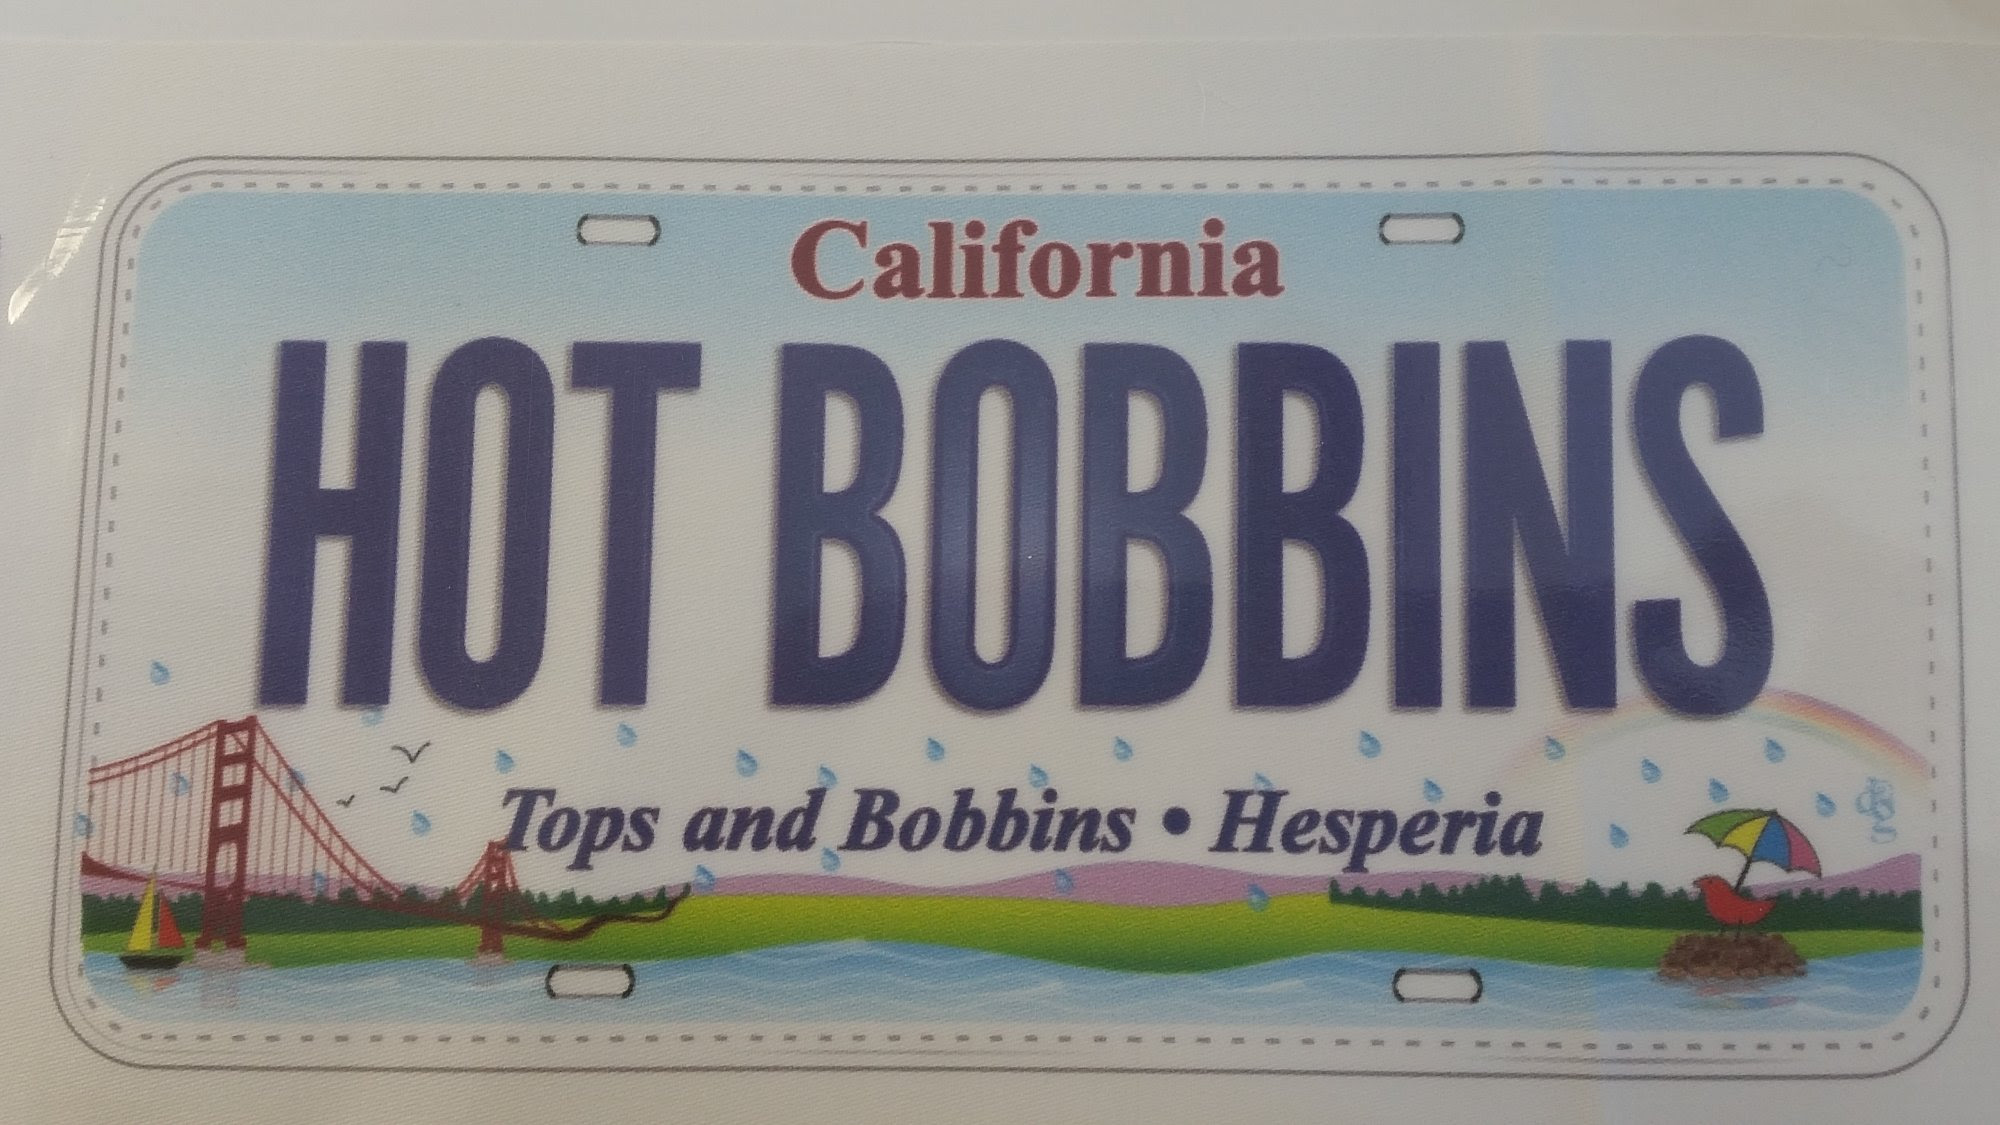 California
HOT BOBBINS
Tops and Bobbins • Hesperia